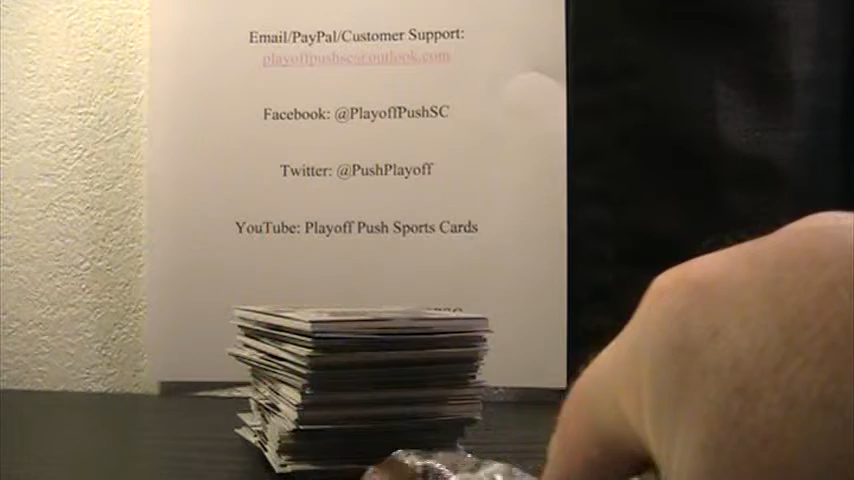 Email/PayPal/Customer Support:
playoffpushsc@outlook.com
Facebook: @PlayoffPushSC
Twitter: @PushPlayoff
YouTube: Playoff Push Sports Cards